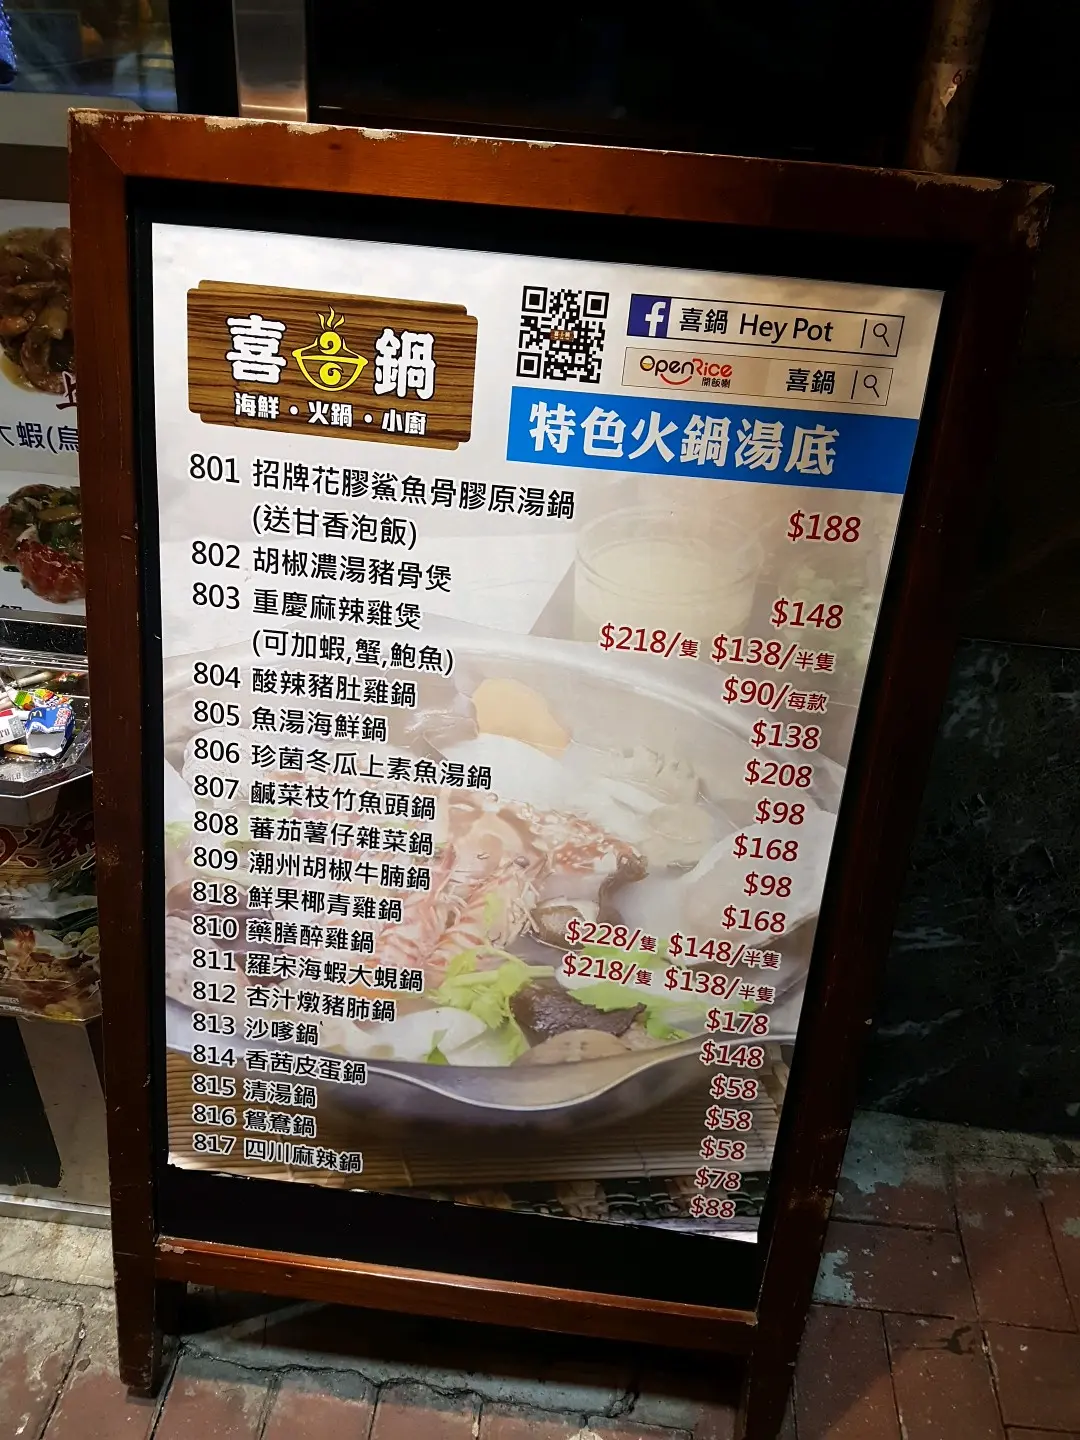 喜鍋
海鮮・火鍋・小廚
喜鍋 Hey Pot
OpenRice 開飯喇 喜鍋
特色火鍋湯底
801 招牌花膠鯊魚骨膠原湯鍋 $188
(送甘香泡飯)
802 胡椒濃湯豬骨煲 $148
803 重慶麻辣雞煲 $218/隻 $138/半隻
(可加蝦,蟹,鮑魚) $90/每款
804 酸辣豬肚雞鍋 $138
805 魚湯海鮮鍋 $208
806 珍菌冬瓜上素魚湯鍋 $98
807 鹹菜枝竹魚頭鍋 $168
808 蕃茄薯仔雜菜鍋 $98
809 潮州胡椒牛腩鍋 $168
818 鮮果椰青雞鍋 $228/隻 $148/半隻
810 藥膳醉雞鍋 $218/隻 $138/半隻
811 羅宋海蝦大蜆鍋 $178
812 杏汁燉豬肺鍋 $148
813 沙嗲鍋 $58
814 香茜皮蛋鍋 $58
815 清湯鍋 $58
816 鴛鴦鍋 $78
817 四川麻辣鍋 $88